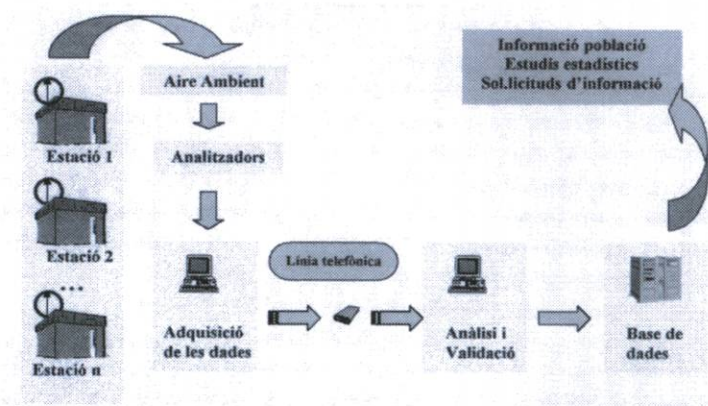 Informació població
Estudis estadístics
Sol.licituds d'informació
Aire Ambient
Estació 1
Analitzadors
Estació 2
...
Línia telefònica
Adquisició
de les dades
Anàlisi i
Validació
Base de
dades
Estació n